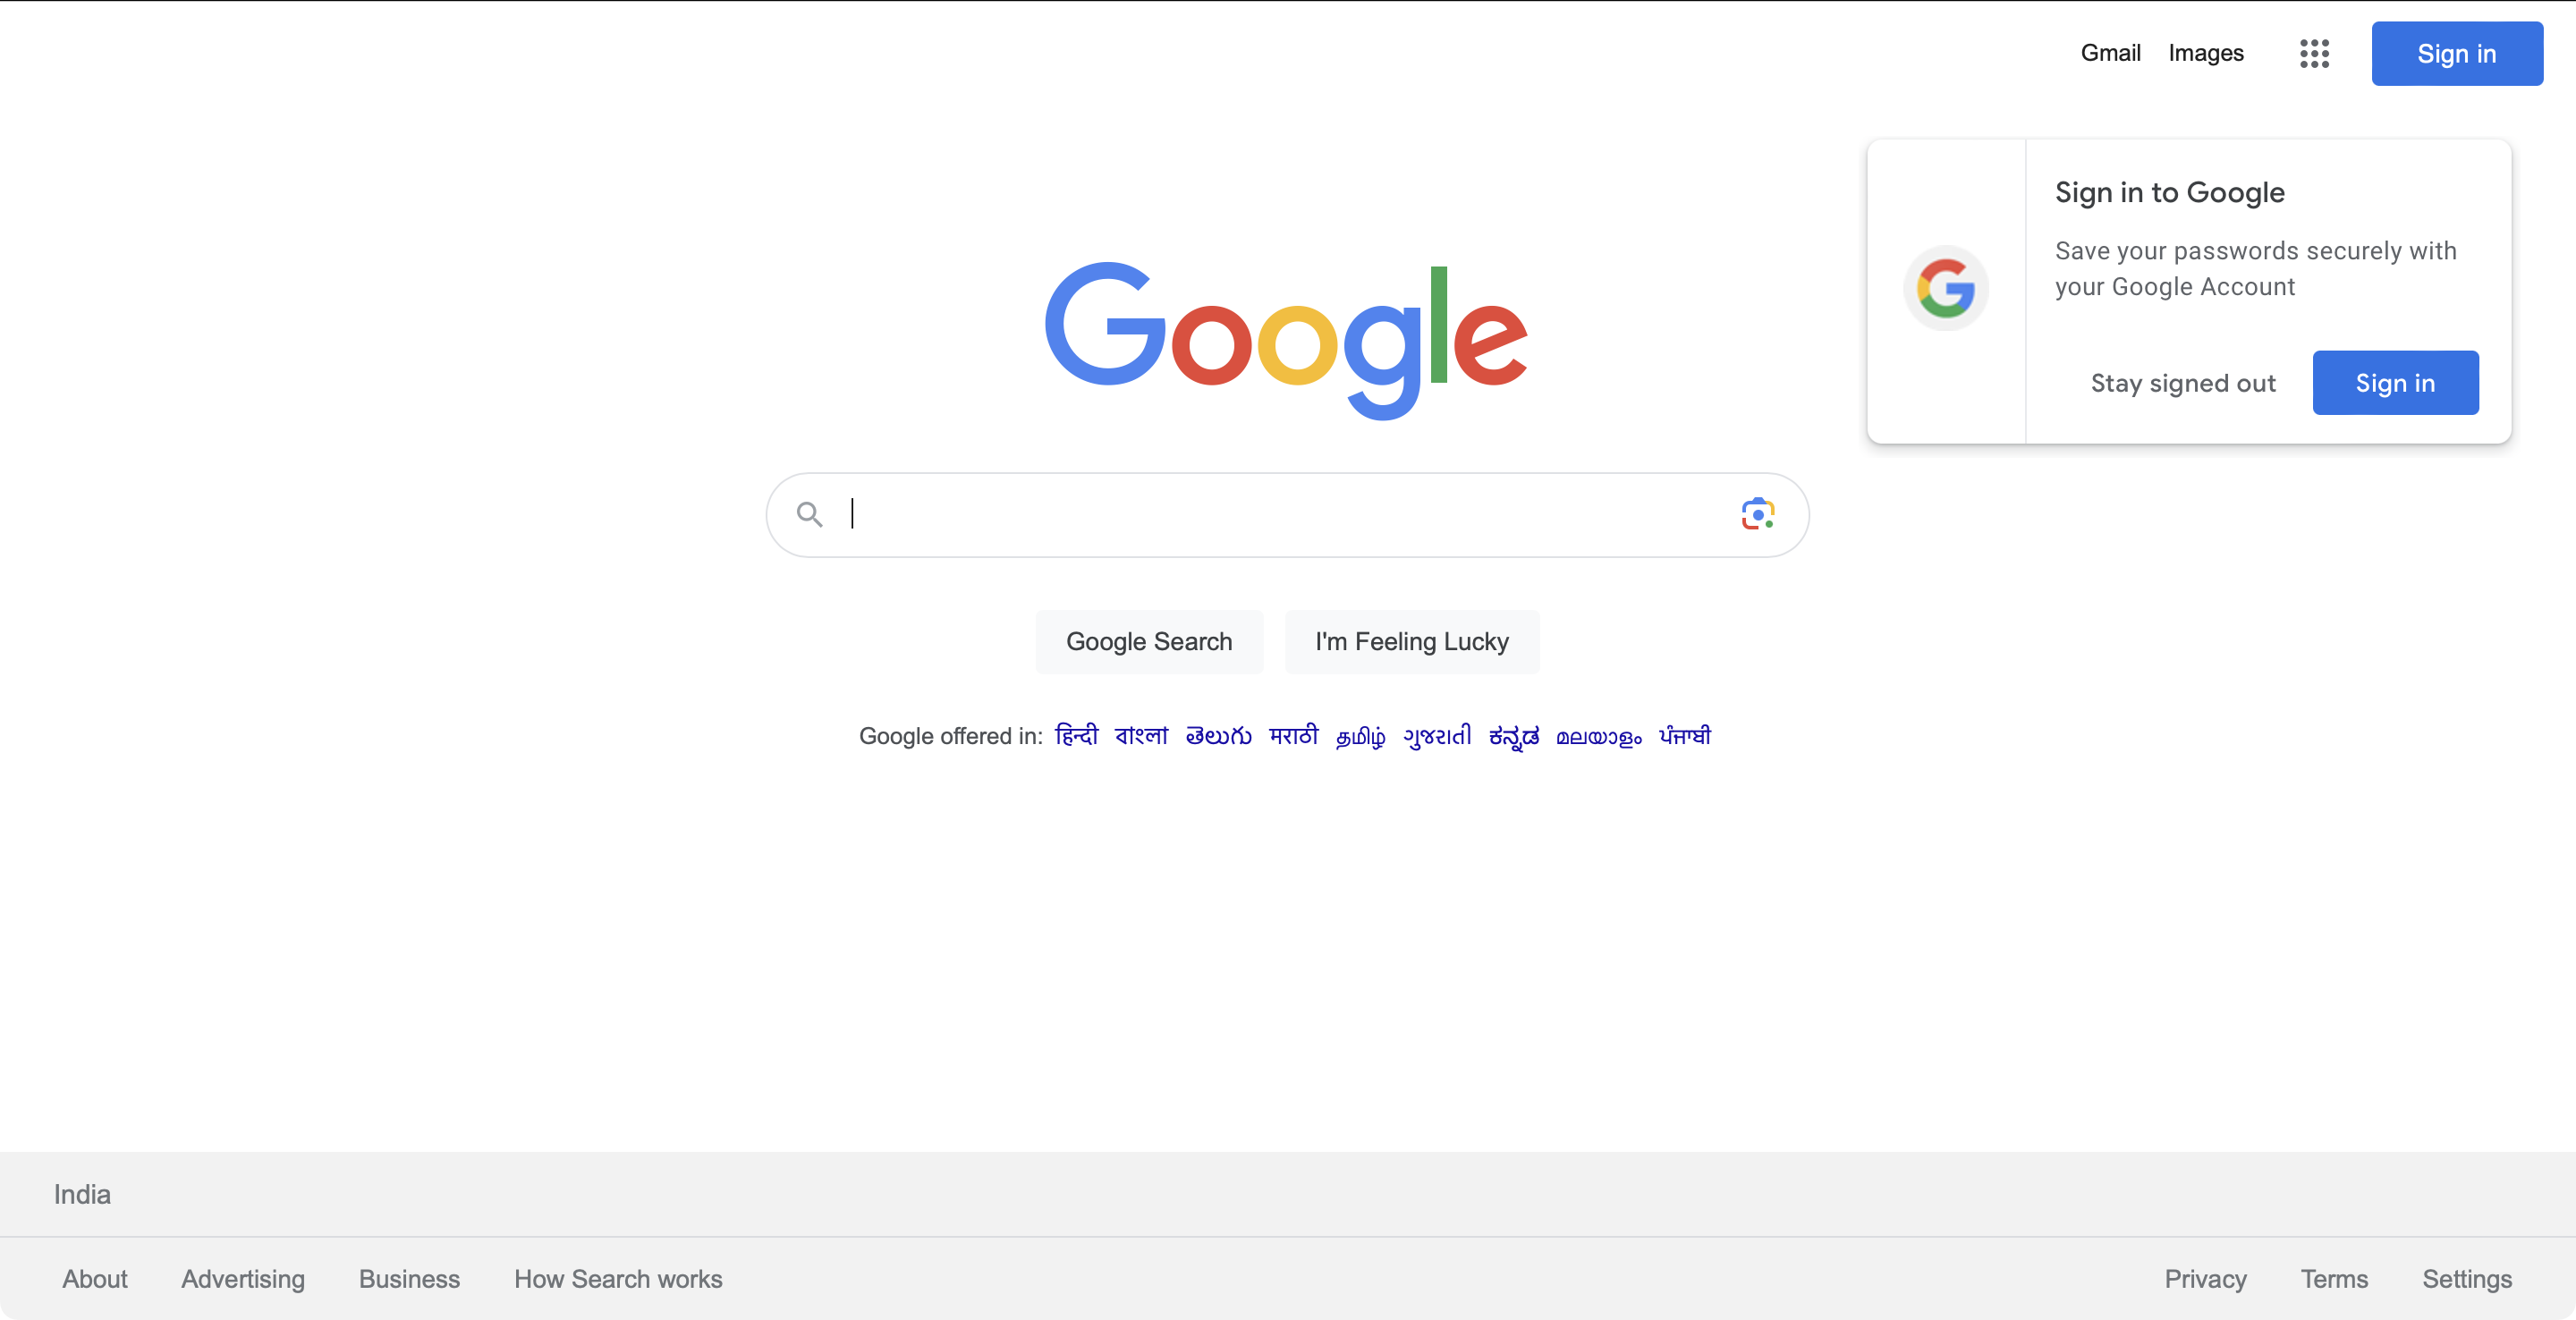 Gmail Images Sign in
Sign in to Google
Save your passwords securely with
your Google Account
Stay signed out Sign in
Google
Google Search I'm Feeling Lucky
Google offered in: हिन्दी বাংলা తెలుగు मराठी தமிழ் ગુજરાતી ಕನ್ನಡ മലയാളം ਪੰਜਾਬੀ
India
About Advertising Business How Search works Privacy Terms Settings